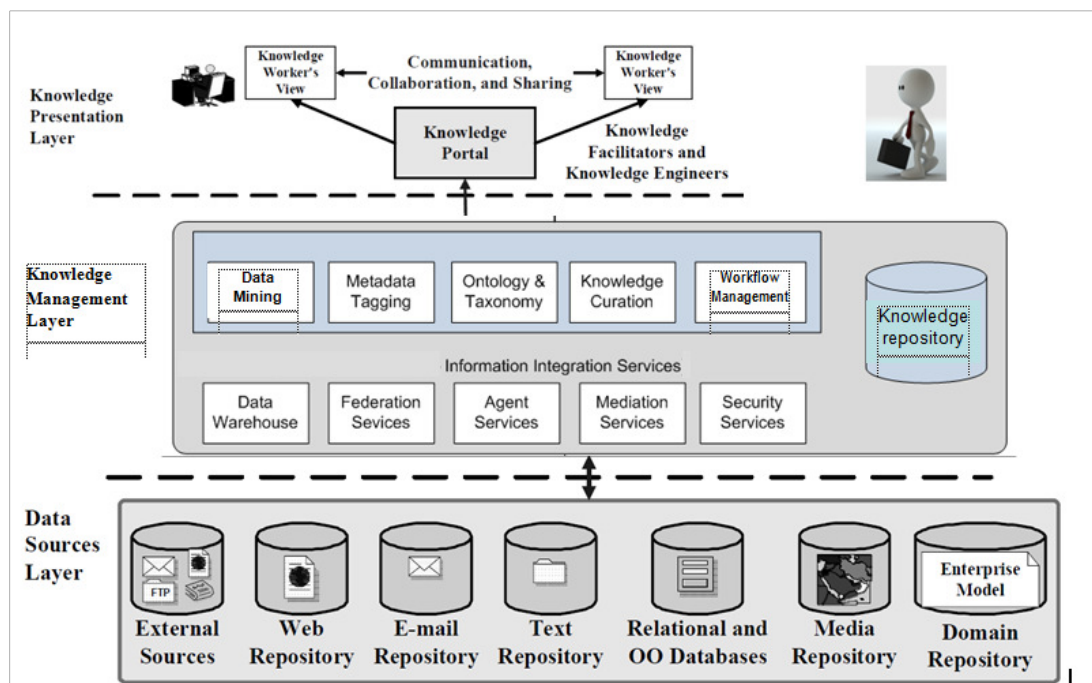 Knowledge
Presentation
Layer
Knowledge
Worker's
View
Communication,
Collaboration, and Sharing
Knowledge
Worker's
View
Knowledge
Portal
Knowledge
Facilitators and
Knowledge Engineers
Knowledge
Management
Layer
Data
Mining
Metadata
Tagging
Ontology &
Taxonomy
Knowledge
Curation
Workflow
Management
Knowledge
repository
Information Integration Services
Data
Warehouse
Federation
Sevices
Agent
Services
Mediation
Services
Security
Services
Data
Sources
Layer
FTP
External
Sources
Web
Repository
E-mail
Repository
Text
Repository
Relational and
OO Databases
Media
Repository
Enterprise
Model
Domain
Repository